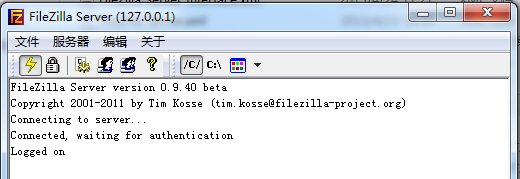 FileZilla Server (127.0.0.1)
文件 服务器 编辑 关于
/C/ C:\
FileZilla Server version 0.9.40 beta
Copyright 2001-2011 by Tim Kosse (tim.kosse@filezilla-project.org)
Connecting to server...
Connected, waiting for authentication
Logged on